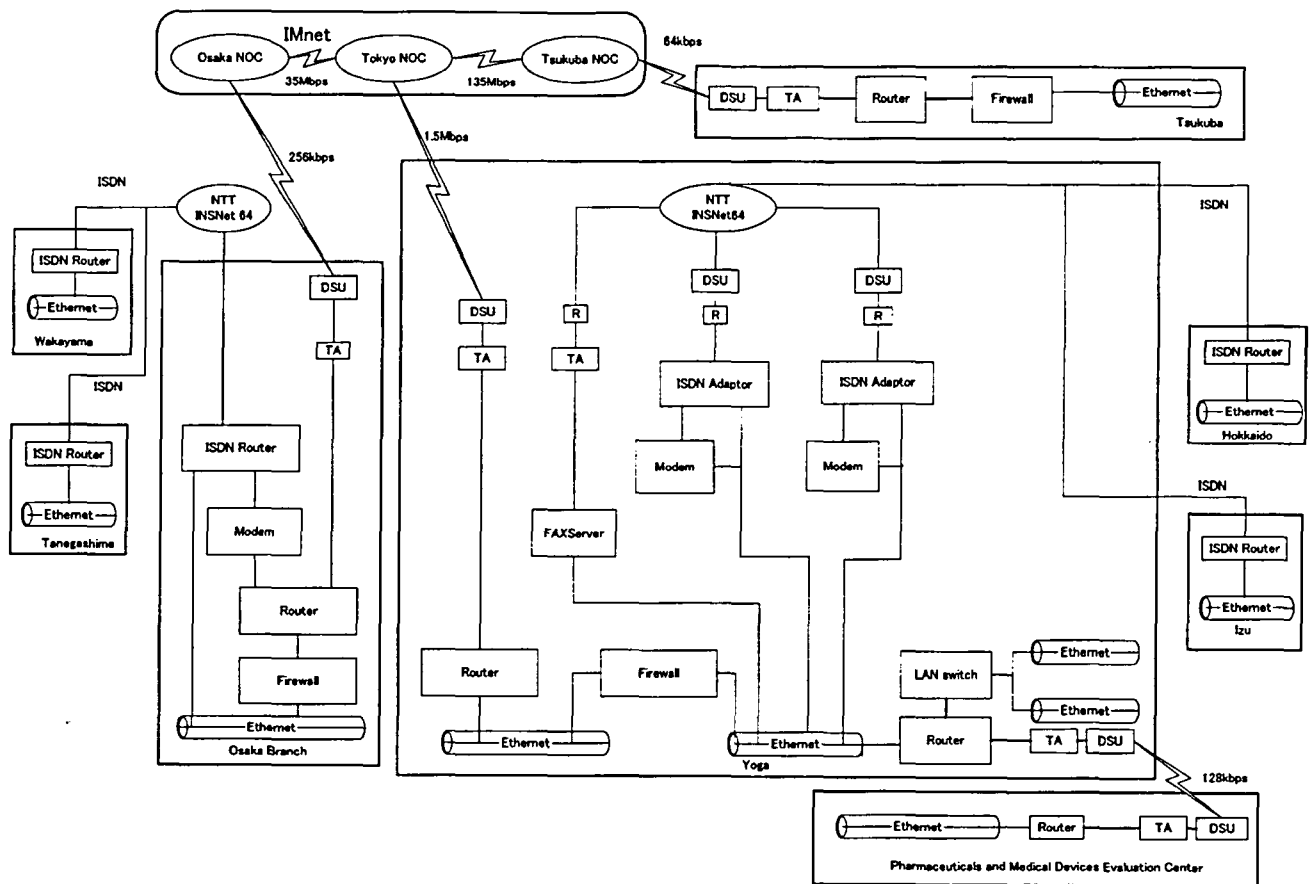 IMnet
Osaka NOC
Tokyo NOC
Tsukuba NOC
35Mbps
135Mbps
64kbps
DSU
TA
Router
Firewall
Ethernet
Tsukuba
256kbps
1.5Mbps
ISDN
NTT
INSNet 64
ISDN Router
Ethernet
Wakayama
ISDN
ISDN Router
Ethernet
Tanegashima
DSU
TA
ISDN Router
Modem
Router
Firewall
Ethernet
Osaka Branch
NTT
INSNet64
DSU
TA
Router
Ethernet
R
TA
FAXServer
Firewall
DSU
R
ISDN Adaptor
Modem
DSU
R
ISDN Adaptor
Modem
Ethernet
Yoga
LAN switch
Ethernet
Ethernet
Router
TA
DSU
ISDN
ISDN Router
Ethernet
Hokkaido
ISDN
ISDN Router
Ethernet
Izu
128kbps
Ethernet
Router
TA
DSU
Pharmaceuticals and Medical Devices Evaluation Center